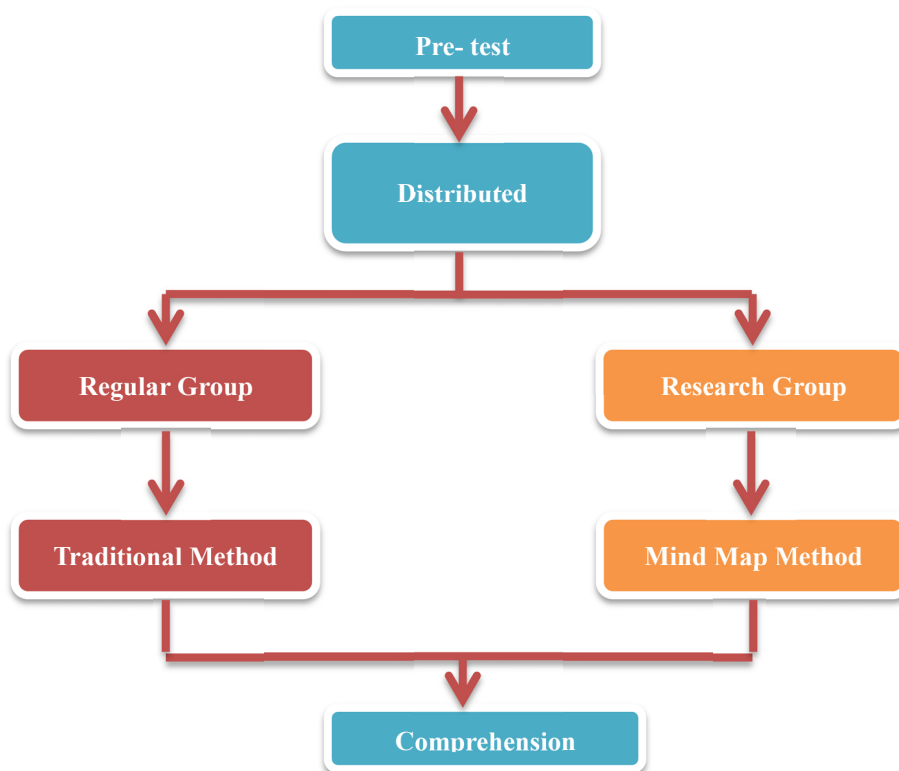 Pre- test
Distributed
Regular Group
Research Group
Traditional Method
Mind Map Method
Comprehension